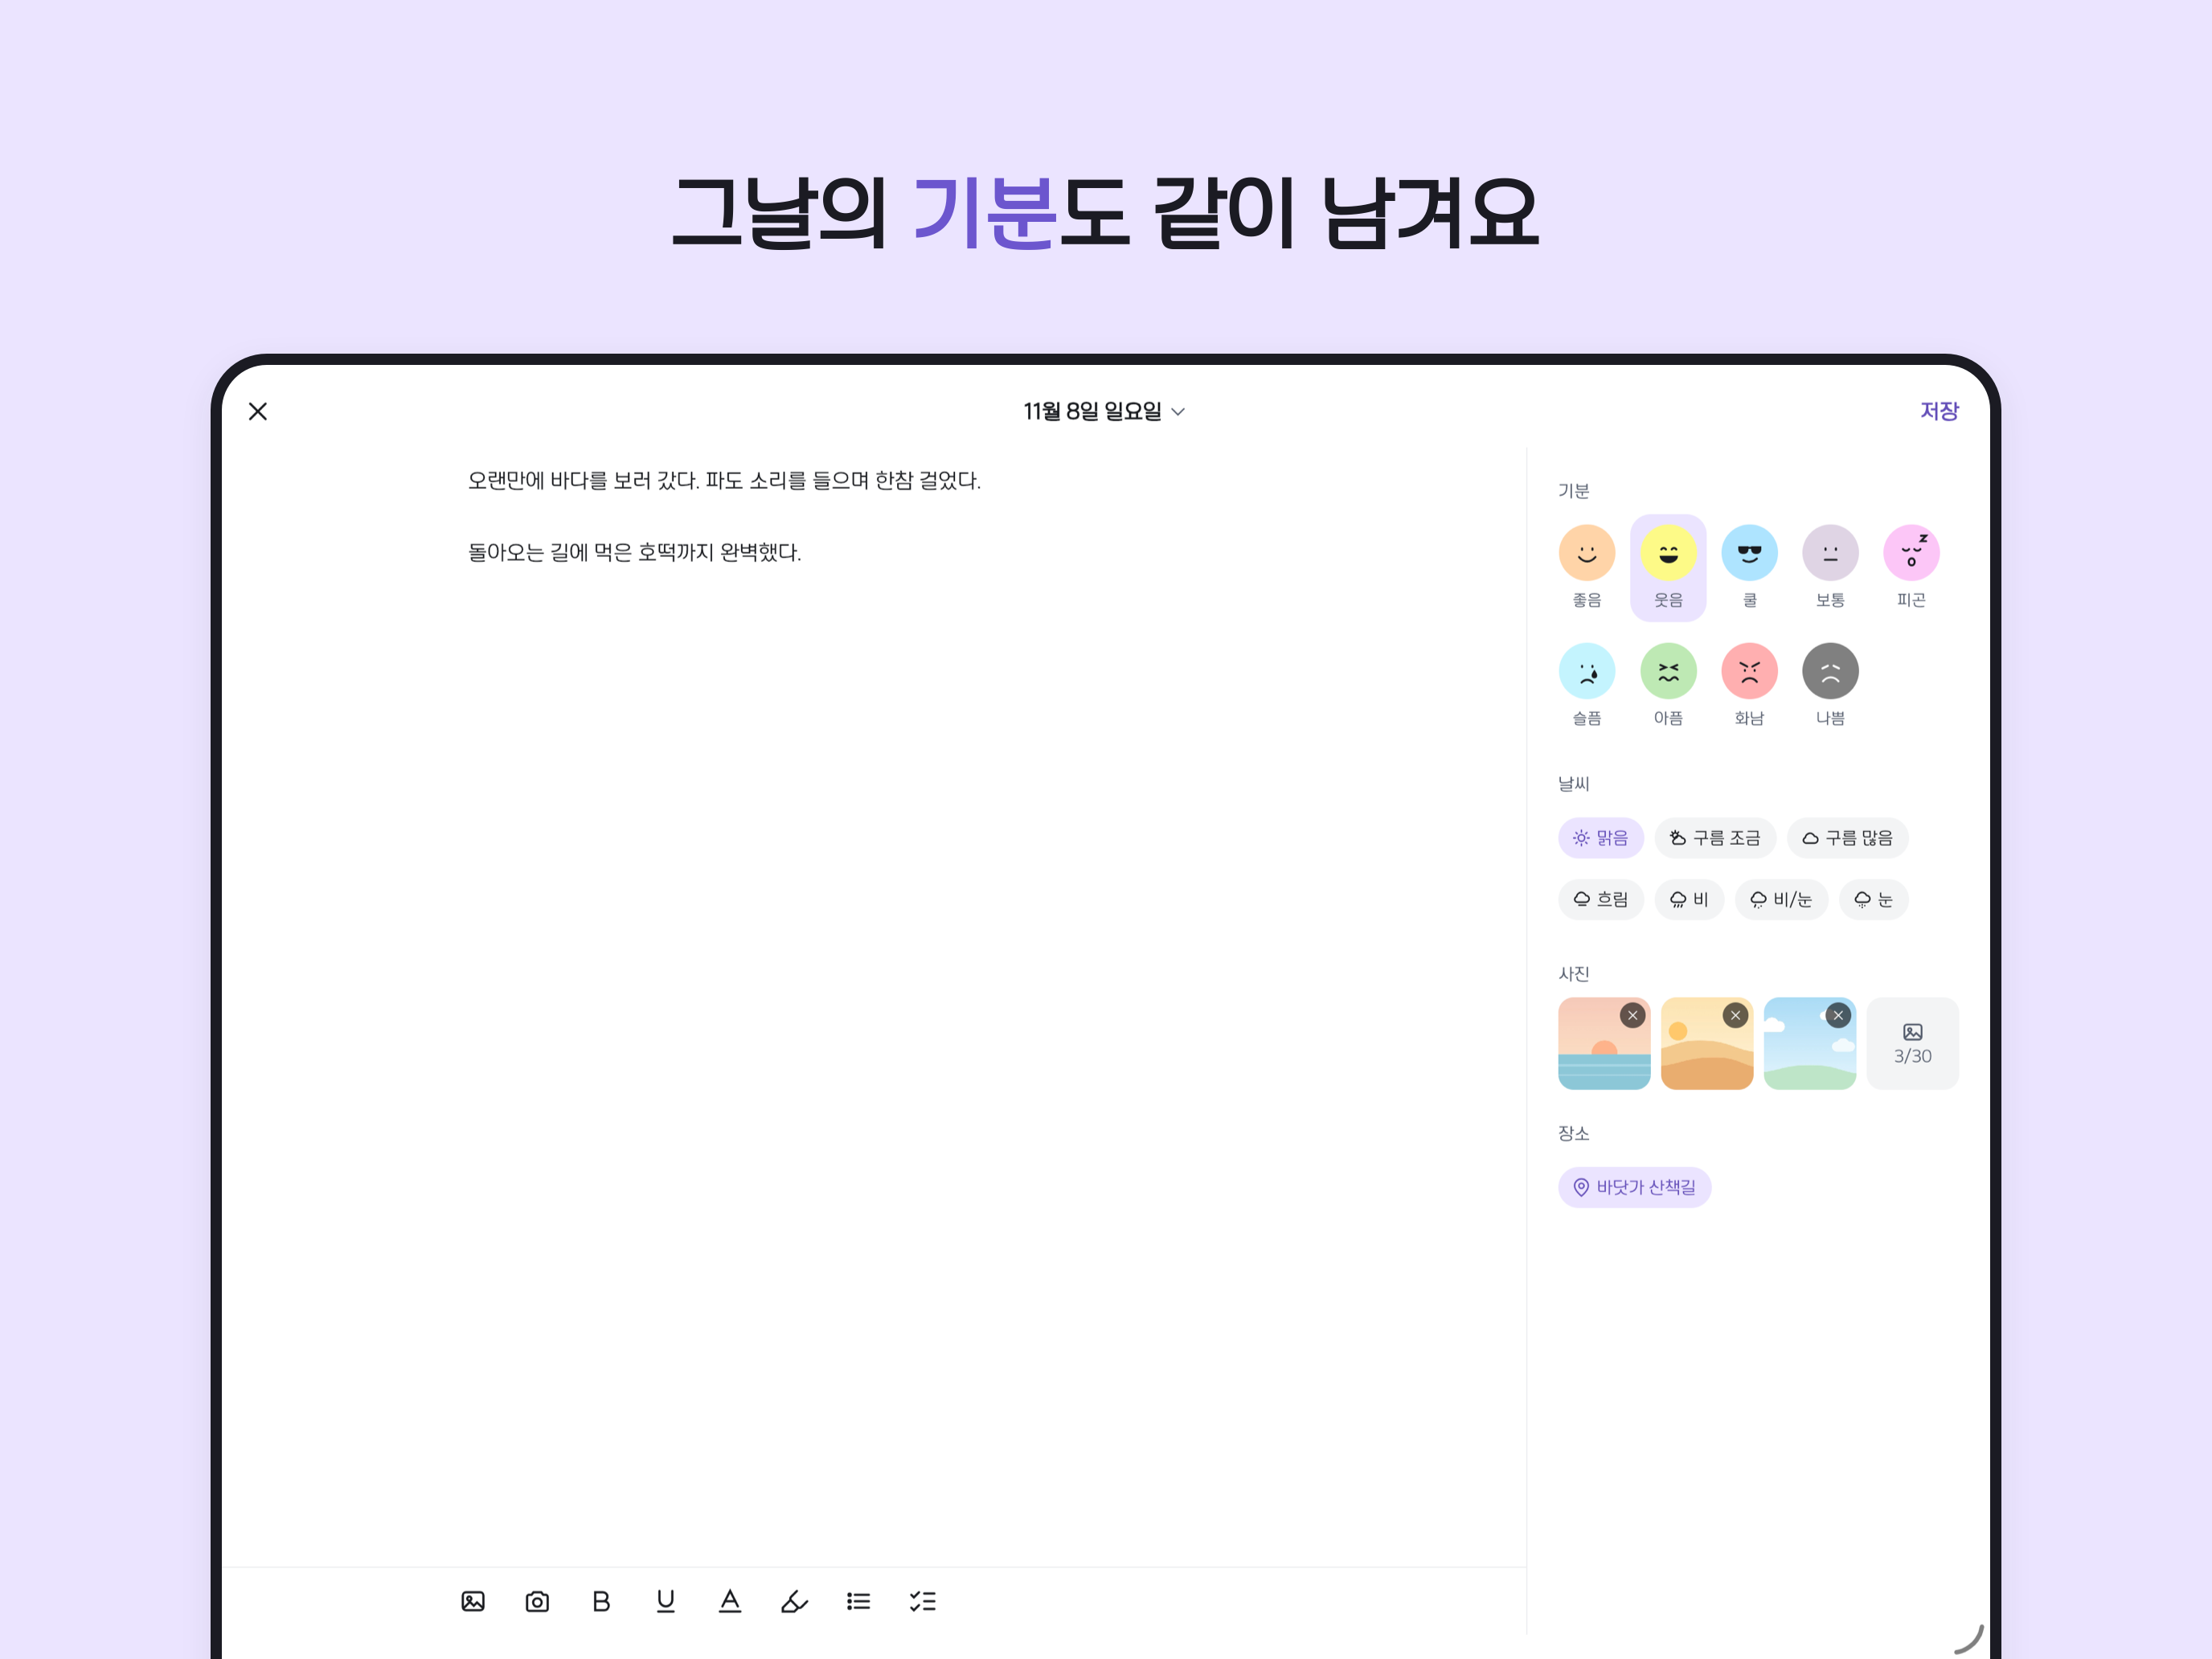 그날의 기분도 같이 남겨요
11월 8일 일요일
저장
오랜만에 바다를 보러 갔다. 파도 소리를 들으며 한참 걸었다.
돌아오는 길에 먹은 호떡까지 완벽했다.
기분
좋음 웃음 쿨 보통 피곤
슬픔 아픔 화남 나쁨
날씨
맑음 구름 조금 구름 많음
흐림 비 비/눈 눈
사진
3/30
장소
바닷가 산책길